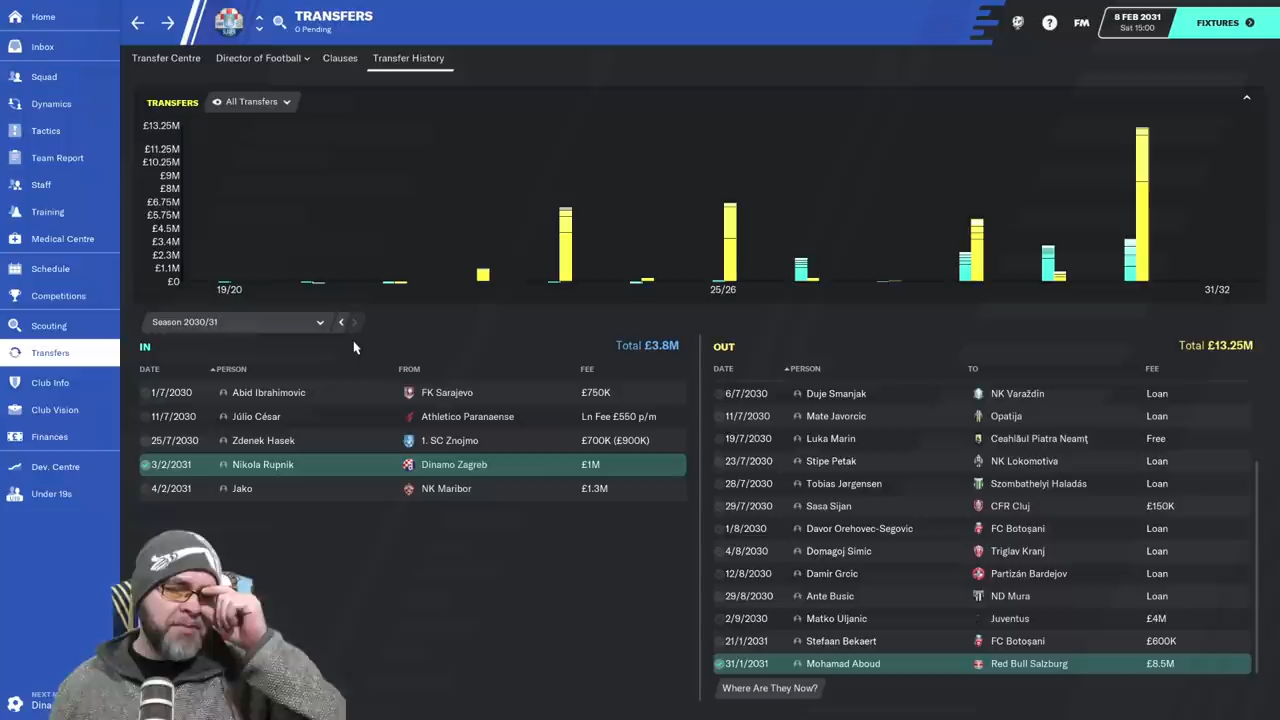 Home
TRANSFERS
0 Pending
FM
8 FEB 2031
Sat 15:00
FIXTURES
Inbox
Squad
Dynamics
Tactics
Team Report
Staff
Training
Medical Centre
Schedule
Competitions
Scouting
Transfers
Club Info
Club Vision
Finances
Dev. Centre
Under 19s
Dina
Transfer Centre
Director of Football
Clauses
Transfer History
TRANSFERS
All Transfers
£13.25M
£11.25M
£10.25M
£9M
£8M
£6.75M
£5.75M
£4.5M
£3.4M
£2.3M
£1.1M
£0
19/20
25/26
31/32
Season 2030/31
IN
Total £3.8M
DATE PERSON FROM FEE
1/7/2030 Abid Ibrahimovic FK Sarajevo £750K
11/7/2030 Júlio César Athletico Paranaense Ln Fee £550 p/m
25/7/2030 Zdenek Hasek 1. SC Znojmo £700K (£900K)
3/2/2031 Nikola Rupnik Dinamo Zagreb £1M
4/2/2031 Jako NK Maribor £1.3M
OUT
Total £13.25M
DATE PERSON TO FEE
6/7/2030 Duje Smanjak NK Varaždin Loan
11/7/2030 Mate Javorcic Opatija Loan
19/7/2030 Luka Marin Ceahlăul Piatra Neamţ Free
23/7/2030 Stipe Petak NK Lokomotiva Loan
28/7/2030 Tobias Jørgensen Szombathelyi Haladás Loan
29/7/2030 Sasa Sijan CFR Cluj £150K
1/8/2030 Davor Orehovec-Segovic FC Botoşani Loan
4/8/2030 Domagoj Simic Triglav Kranj Loan
12/8/2030 Damir Grcic Partizán Bardejov Loan
29/8/2030 Ante Busic ND Mura Loan
2/9/2030 Matko Uljanic Juventus £4M
21/1/2031 Stefaan Bekaert FC Botoşani £600K
31/1/2031 Mohamad Aboud Red Bull Salzburg £8.5M
Where Are They Now?